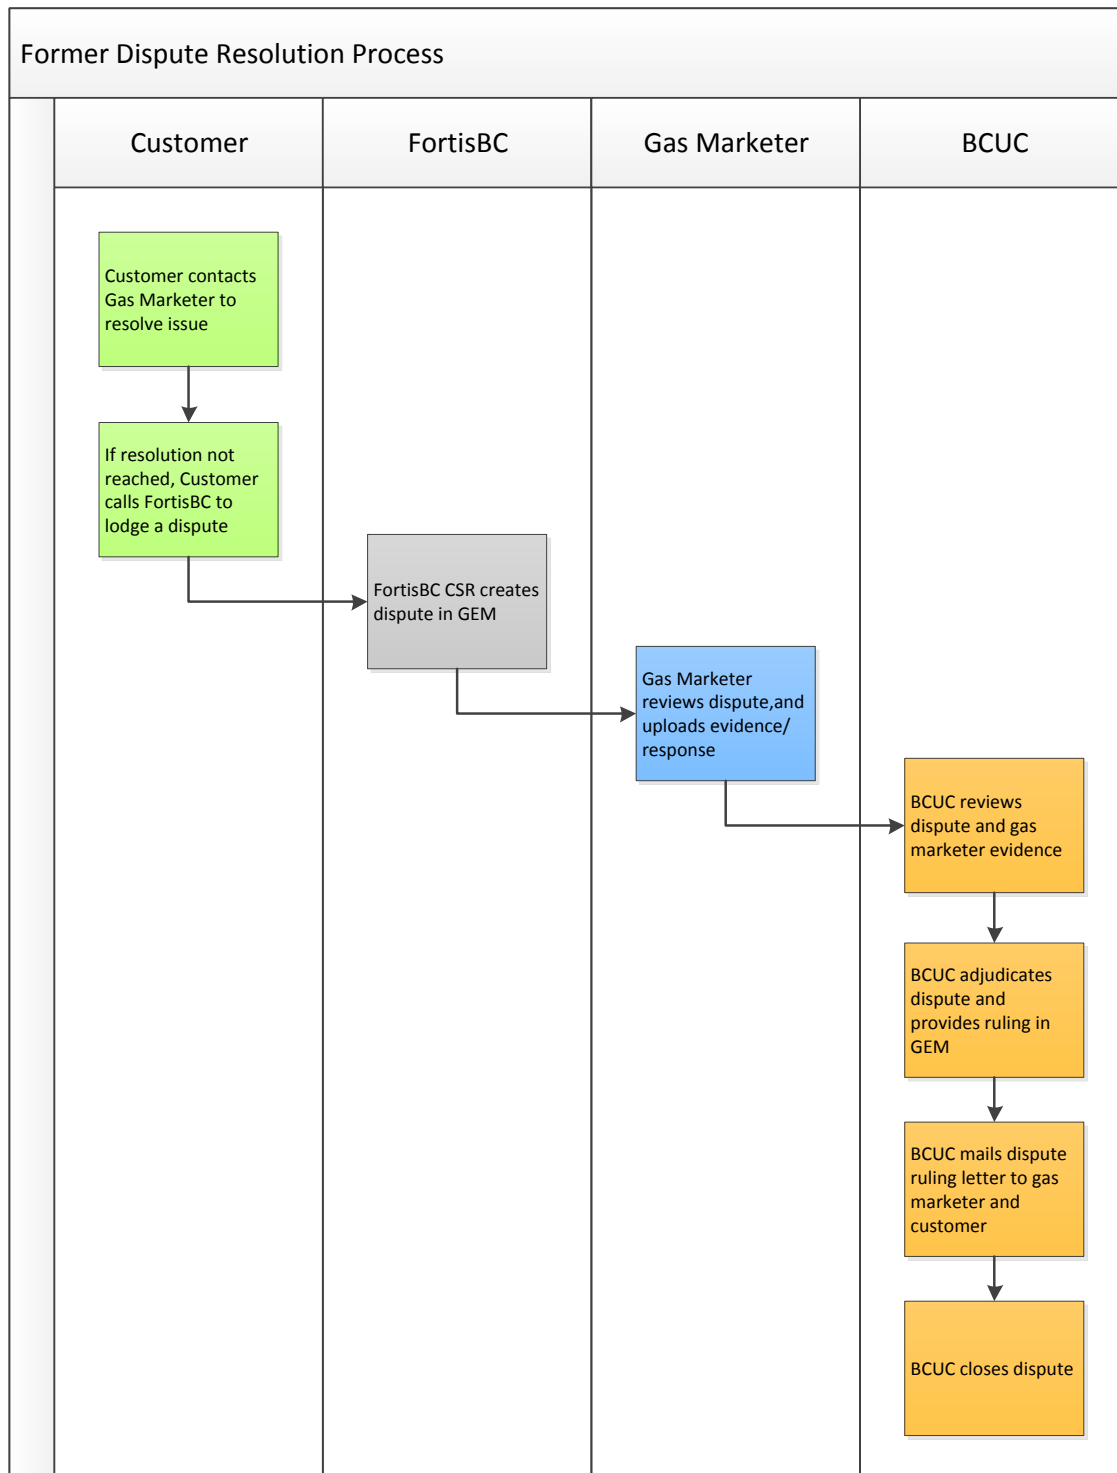 Former Dispute Resolution Process
Customer
FortisBC
Gas Marketer
BCUC
Customer contacts
Gas Marketer to
resolve issue
If resolution not
reached, Customer
calls FortisBC to
lodge a dispute
FortisBC CSR creates
dispute in GEM
Gas Marketer
reviews dispute,and
uploads evidence/
response
BCUC reviews
dispute and gas
marketer evidence
BCUC adjudicates
dispute and
provides ruling in
GEM
BCUC mails dispute
ruling letter to gas
marketer and
customer
BCUC closes dispute